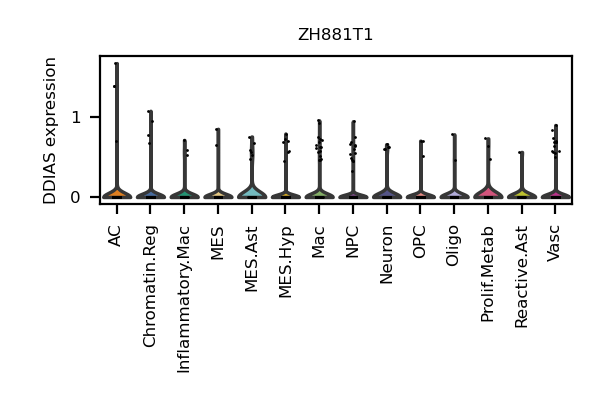 ZH881T1
DDIAS expression
1
0
AC
Chromatin.Reg
Inflammatory.Mac
MES
MES.Ast
MES.Hyp
Mac
NPC
Neuron
OPC
Oligo
Prolif.Metab
Reactive.Ast
Vasc